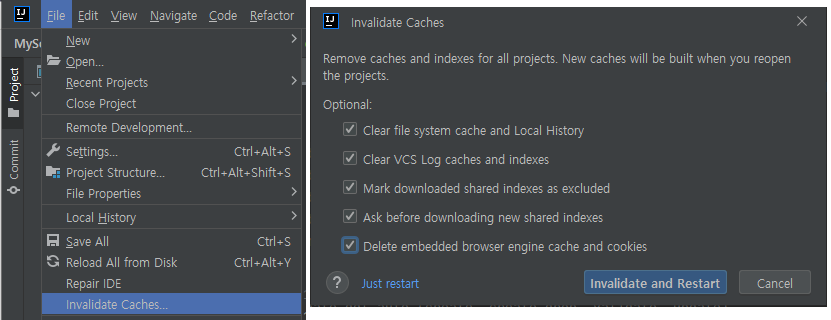 IJ
File Edit View Navigate Code Refactor
MyS
Project
Commit
New
Open...
Recent Projects
Close Project
Remote Development...
Settings... Ctrl+Alt+S
Project Structure... Ctrl+Alt+Shift+S
File Properties
Local History
Save All Ctrl+S
Reload All from Disk Ctrl+Alt+Y
Repair IDE
Invalidate Caches...
IJ Invalidate Caches
Remove caches and indexes for all projects. New caches will be built when you reopen
the projects.
Optional:
Clear file system cache and Local History
Clear VCS Log caches and indexes
Mark downloaded shared indexes as excluded
Ask before downloading new shared indexes
Delete embedded browser engine cache and cookies
? Just restart Invalidate and Restart Cancel